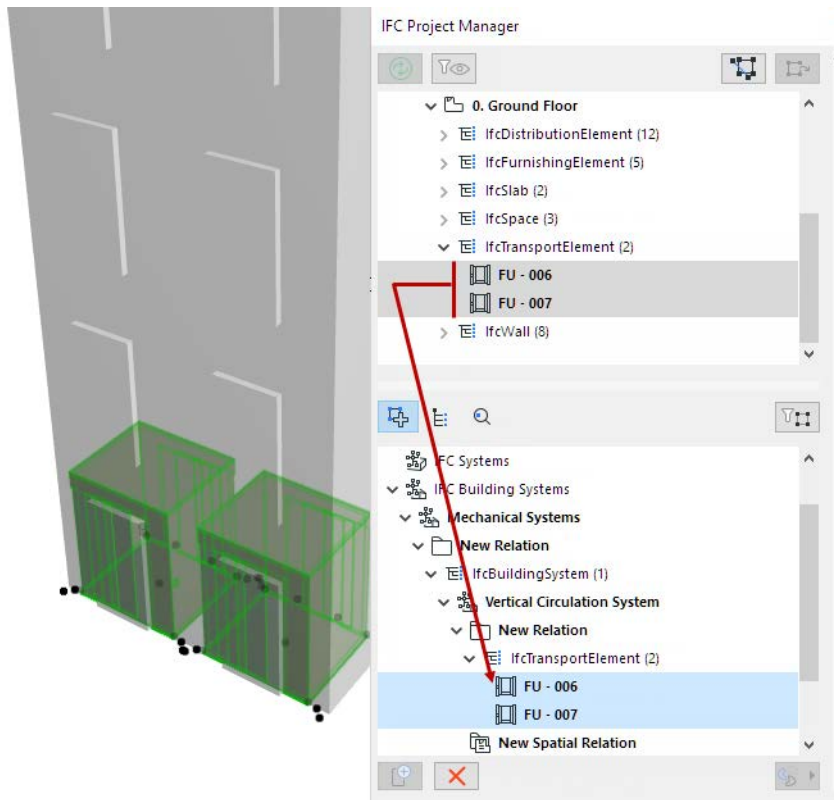 IFC Project Manager
0. Ground Floor
IfcDistributionElement (12)
IfcFurnishingElement (5)
IfcSlab (2)
IfcSpace (3)
IfcTransportElement (2)
FU - 006
FU - 007
IfcWall (8)
IFC Systems
IFC Building Systems
Mechanical Systems
New Relation
IfcBuildingSystem (1)
Vertical Circulation System
New Relation
IfcTransportElement (2)
FU - 006
FU - 007
New Spatial Relation